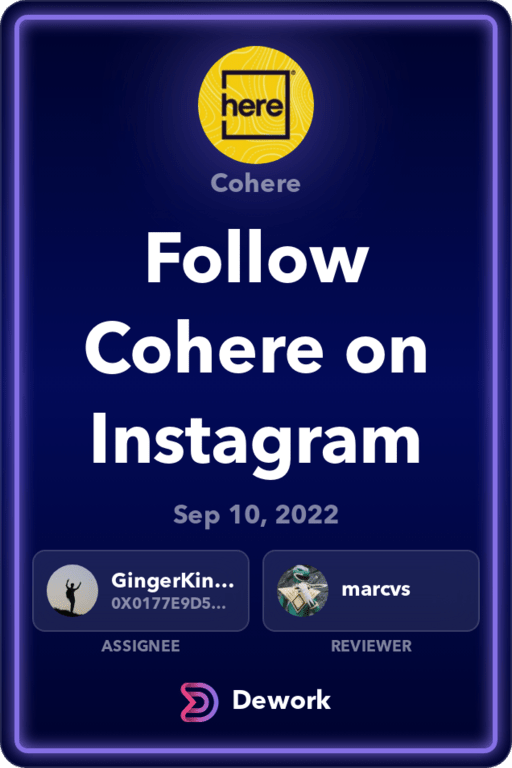 here
Cohere
Follow
Cohere on
Instagram
Sep 10, 2022
GingerKin...
0X0177E9D5...
marcvs
ASSIGNEE
REVIEWER
Dework